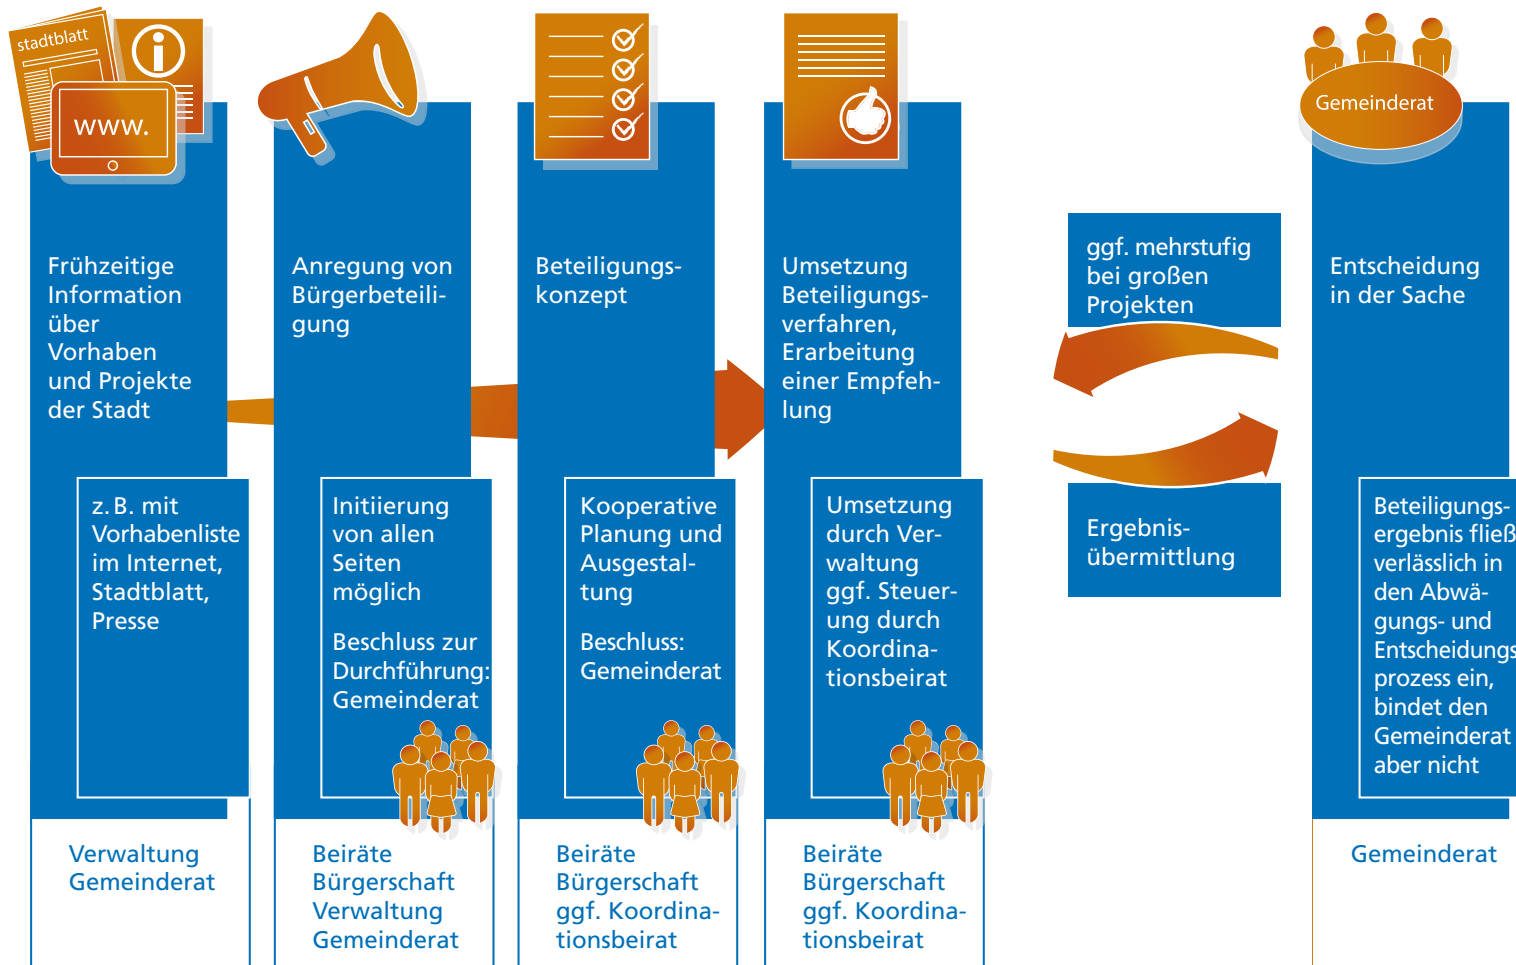 stadtblatt
www.
Frühzeitige
Information
über
Vorhaben
und Projekte
der Stadt
z. B. mit
Vorhabenliste
im Internet,
Stadtblatt,
Presse
Verwaltung
Gemeinderat
Anregung von
Bürgerbeteili-
gung
Initiierung
von allen
Seiten
möglich
Beschluss zur
Durchführung:
Gemeinderat
Beiräte
Bürgerschaft
Verwaltung
Gemeinderat
Beteiligungs-
konzept
Kooperative
Planung und
Ausgestal-
tung
Beschluss:
Gemeinderat
Beiräte
Bürgerschaft
ggf. Koordina-
tionsbeirat
Umsetzung
Beteiligungs-
verfahren,
Erarbeitung
einer Empfeh-
lung
Umsetzung
durch Ver-
waltung
ggf. Steuer-
ung durch
Koordina-
tionsbeirat
Beiräte
Bürgerschaft
ggf. Koordina-
tionsbeirat
ggf. mehrstufig
bei großen
Projekten
Ergebnis-
übermittlung
Gemeinderat
Entscheidung
in der Sache
Beteiligungs-
ergebnis fließ
verlässlich in
den Abwä-
gungs- und
Entscheidungs
prozess ein,
bindet den
Gemeinderat
aber nicht
Gemeinderat